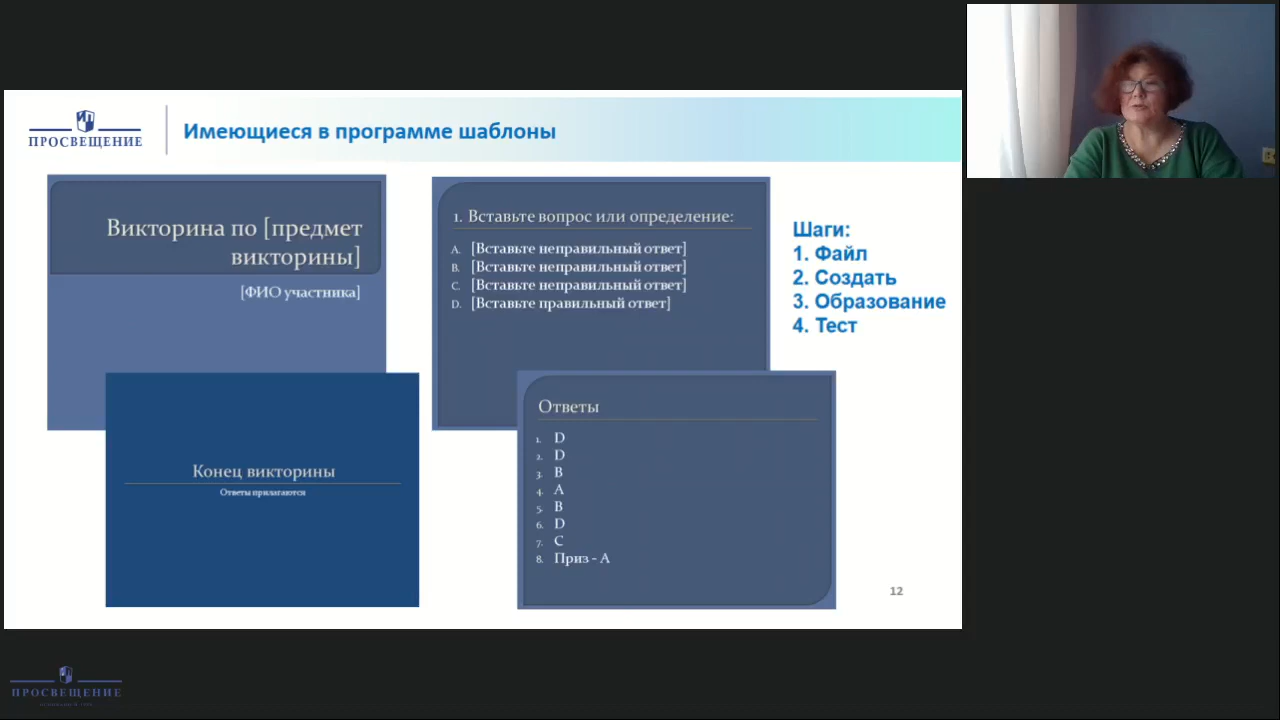 ПРОСВЕЩЕНИЕ
Имеющиеся в программе шаблоны
Викторина по [предмет
викторины]
[ФИО участника]
1. Вставьте вопрос или определение:
A. [Вставьте неправильный ответ]
B. [Вставьте неправильный ответ]
C. [Вставьте неправильный ответ]
D. [Вставьте правильный ответ]
Шаги:
1. Файл
2. Создать
3. Образование
4. Тест
Конец викторины
Ответы прилагаются
Ответы
1. D
2. D
3. B
4. A
5. B
6. D
7. C
8. Приз - A
12
ПРОСВЕЩЕНИЕ